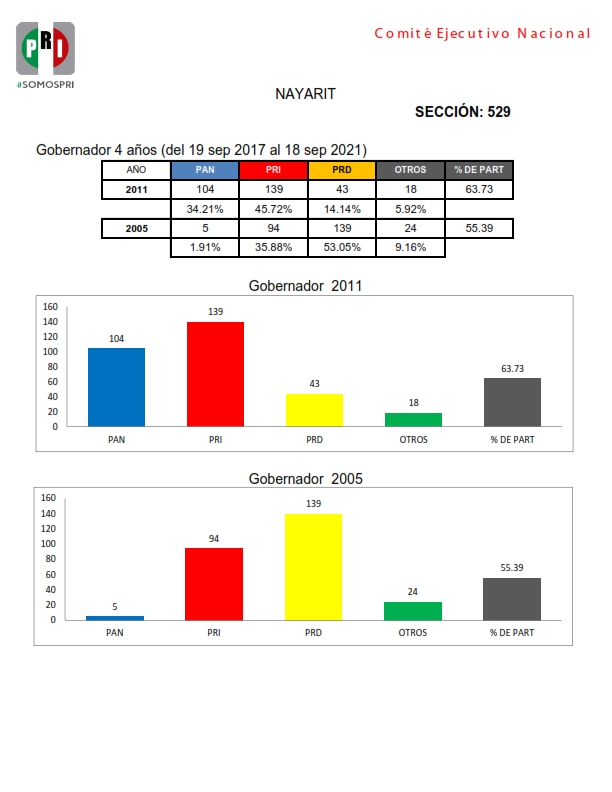 Comité Ejecutivo Nacional
PRI
#SOMOSPRI
NAYARIT
SECCIÓN: 529
Gobernador 4 años (del 19 sep 2017 al 18 sep 2021)
AÑO PAN PRI PRD OTROS % DE PART
2011 104 139 43 18 63.73
34.21% 45.72% 14.14% 5.92%
2005 5 94 139 24 55.39
1.91% 35.88% 53.05% 9.16%
Gobernador 2011
160
140
120
100
80
60
40
20
0
104
139
43
18
63.73
PAN PRI PRD OTROS % DE PART
Gobernador 2005
160
140
120
100
80
60
40
20
0
5
94
139
24
55.39
PAN PRI PRD OTROS % DE PART